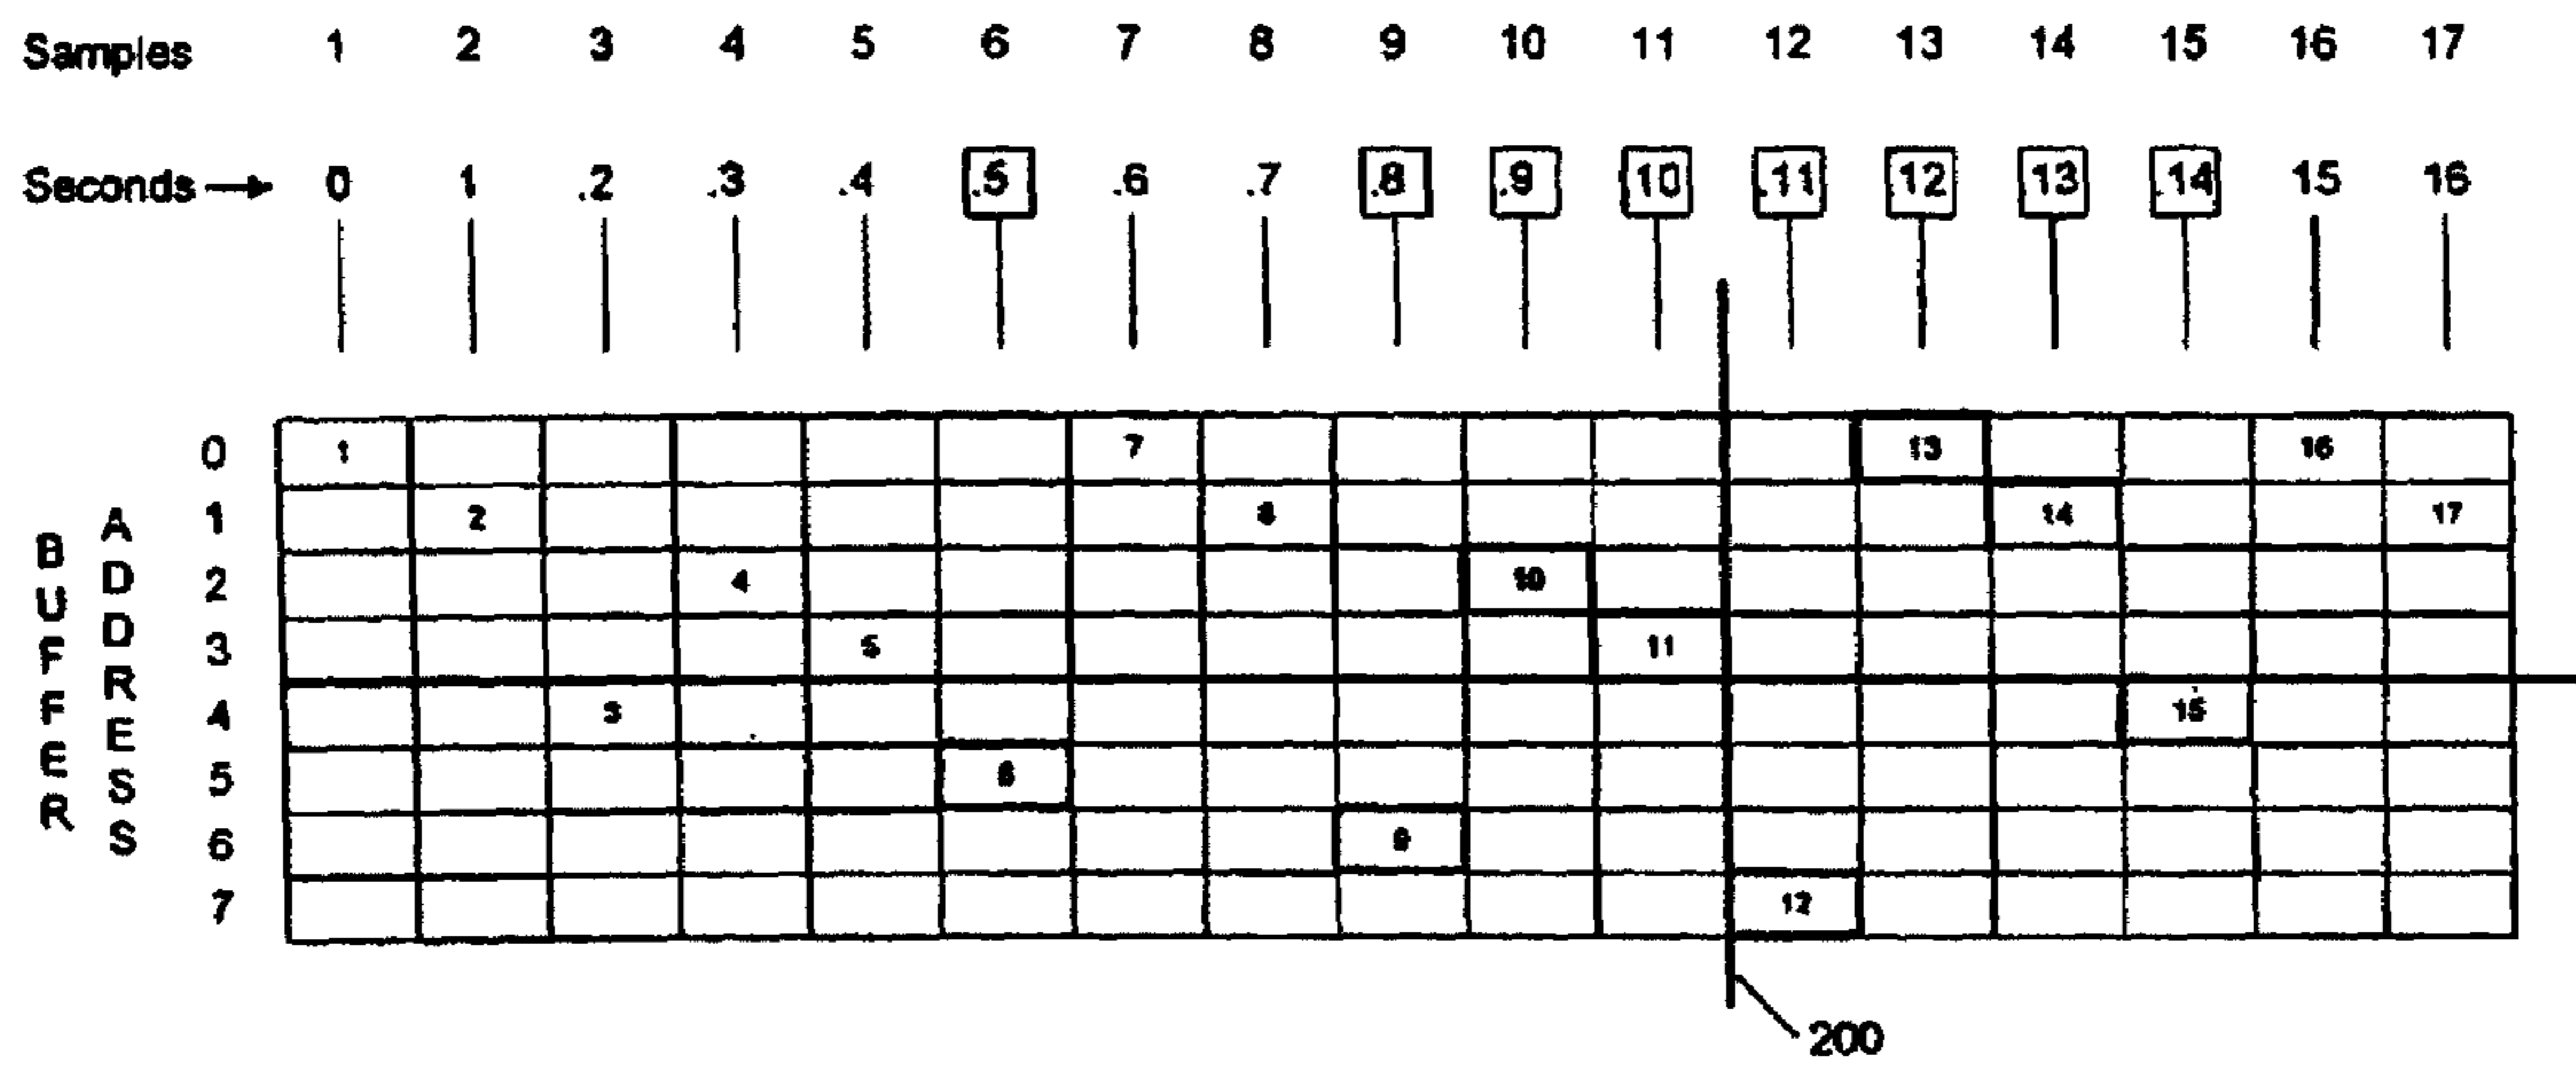 Samples 1 2 3 4 5 6 7 8 9 10 11 12 13 14 15 16 17
Seconds → 0 1 .2 .3 .4 .5 .6 .7 .8 .9 10 .11 12 13 .14 15 16
BUFFER
ADDRESS
0 1 7 13 16
1 2 8 14 17
2 4 10
3 5 11
4 3 15
5 6
6 9
7 12
200